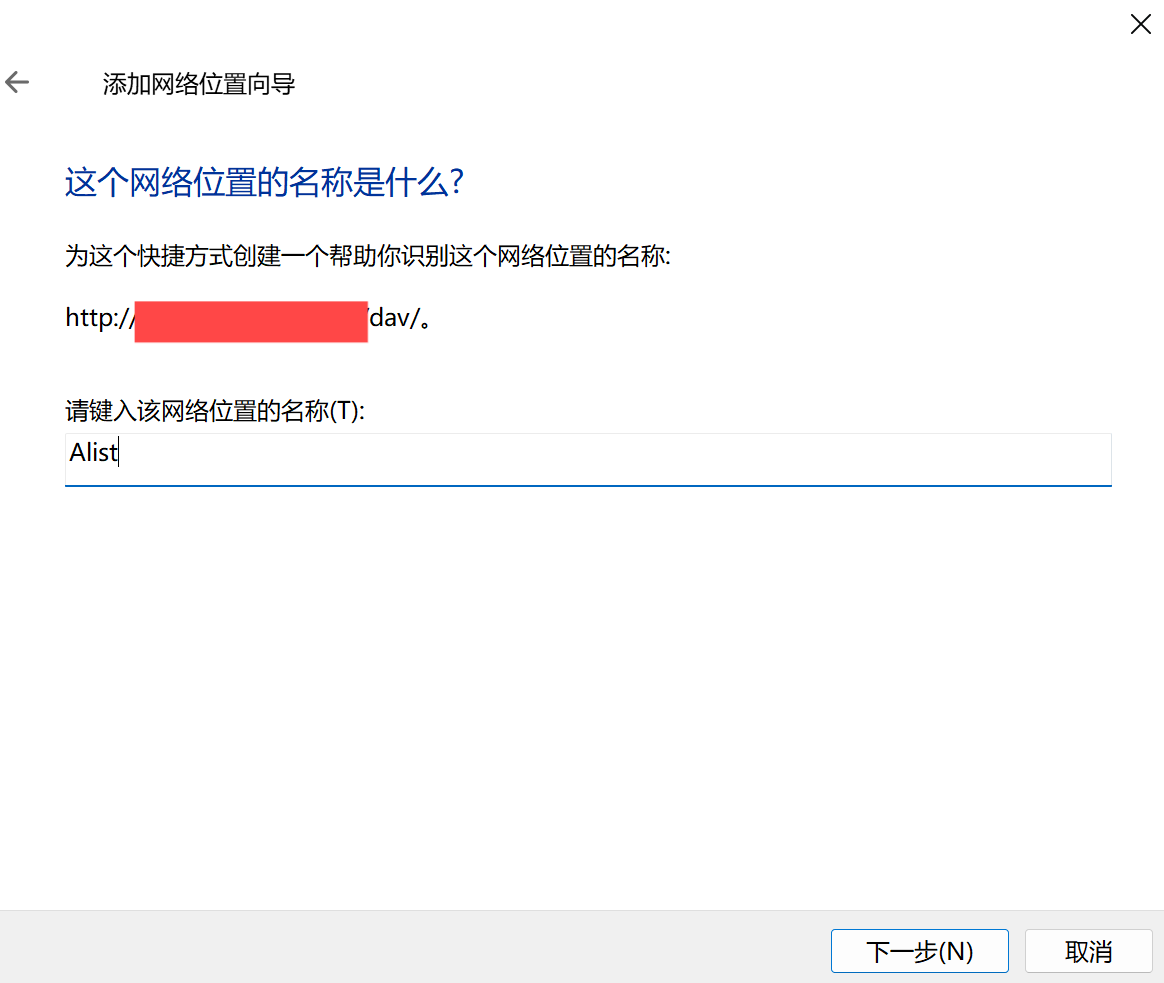 添加网络位置向导
这个网络位置的名称是什么?
为这个快捷方式创建一个帮助你识别这个网络位置的名称:
http:///dav/。
请键入该网络位置的名称(T):
Alist
下一步(N)
取消